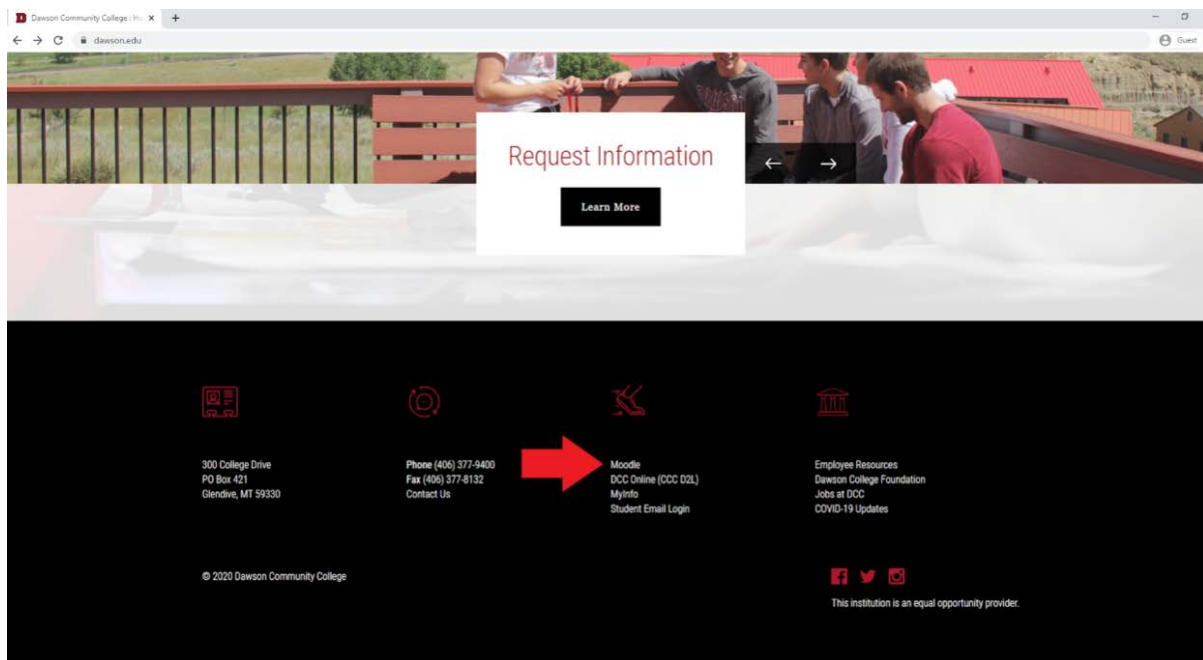 Dawson Community College : Ho
dawson.edu
Guest
Request Information
Learn More
300 College Drive
PO Box 421
Glendive, MT 59330
Phone (406) 377-9400
Fax (406) 377-8132
Contact Us
Moodle
DCC Online (CCC D2L)
MyInfo
Student Email Login
Employee Resources
Dawson College Foundation
Jobs at DCC
COVID-19 Updates
© 2020 Dawson Community College
This institution is an equal opportunity provider.